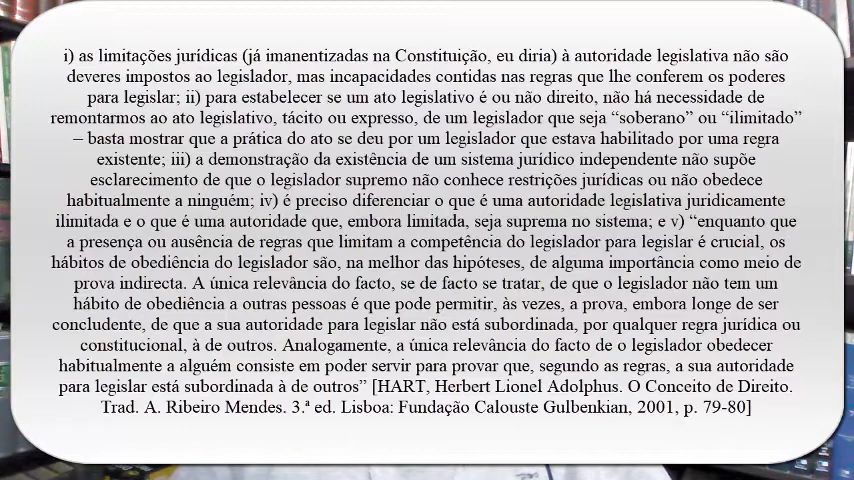 i) as limitações jurídicas (já imanentizadas na Constituição, eu diria) à autoridade legislativa não são
deveres impostos ao legislador, mas incapacidades contidas nas regras que lhe conferem os poderes
para legislar; ii) para estabelecer se um ato legislativo é ou não direito, não há necessidade de
remontarmos ao ato legislativo, tácito ou expresso, de um legislador que seja “soberano” ou “ilimitado”
– basta mostrar que a prática do ato se deu por um legislador que estava habilitado por uma regra
existente; iii) a demonstração da existência de um sistema jurídico independente não supõe
esclarecimento de que o legislador supremo não conhece restrições jurídicas ou não obedece
habitualmente a ninguém; iv) é preciso diferenciar o que é uma autoridade legislativa juridicamente
ilimitada e o que é uma autoridade que, embora limitada, seja suprema no sistema; e v) “enquanto que
a presença ou ausência de regras que limitam a competência do legislador para legislar é crucial, os
hábitos de obediência do legislador são, na melhor das hipóteses, de alguma importância como meio de
prova indirecta. A única relevância do facto, se de facto se tratar, de que o legislador não tem um
hábito de obediência a outras pessoas é que pode permitir, às vezes, a prova, embora longe de ser
concludente, de que a sua autoridade para legislar não está subordinada, por qualquer regra jurídica ou
constitucional, à de outros. Analogamente, a única relevância do facto de o legislador obedecer
habitualmente a alguém consiste em poder servir para provar que, segundo as regras, a sua autoridade
para legislar está subordinada à de outros” [HART, Herbert Lionel Adolphus. O Conceito de Direito.
Trad. A. Ribeiro Mendes. 3.ª ed. Lisboa: Fundação Calouste Gulbenkian, 2001, p. 79-80]